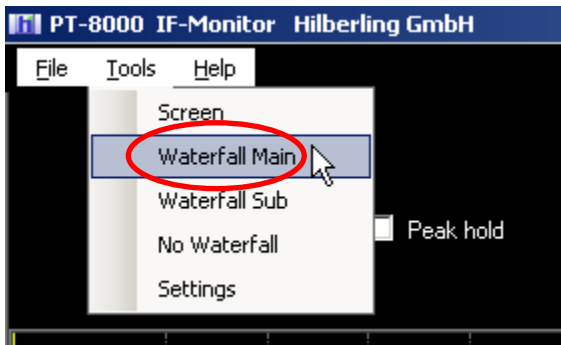 PT-8000 IF-Monitor Hilberling GmbH
File Tools Help
Screen
Waterfall Main
Waterfall Sub
Peak hold
No Waterfall
Settings